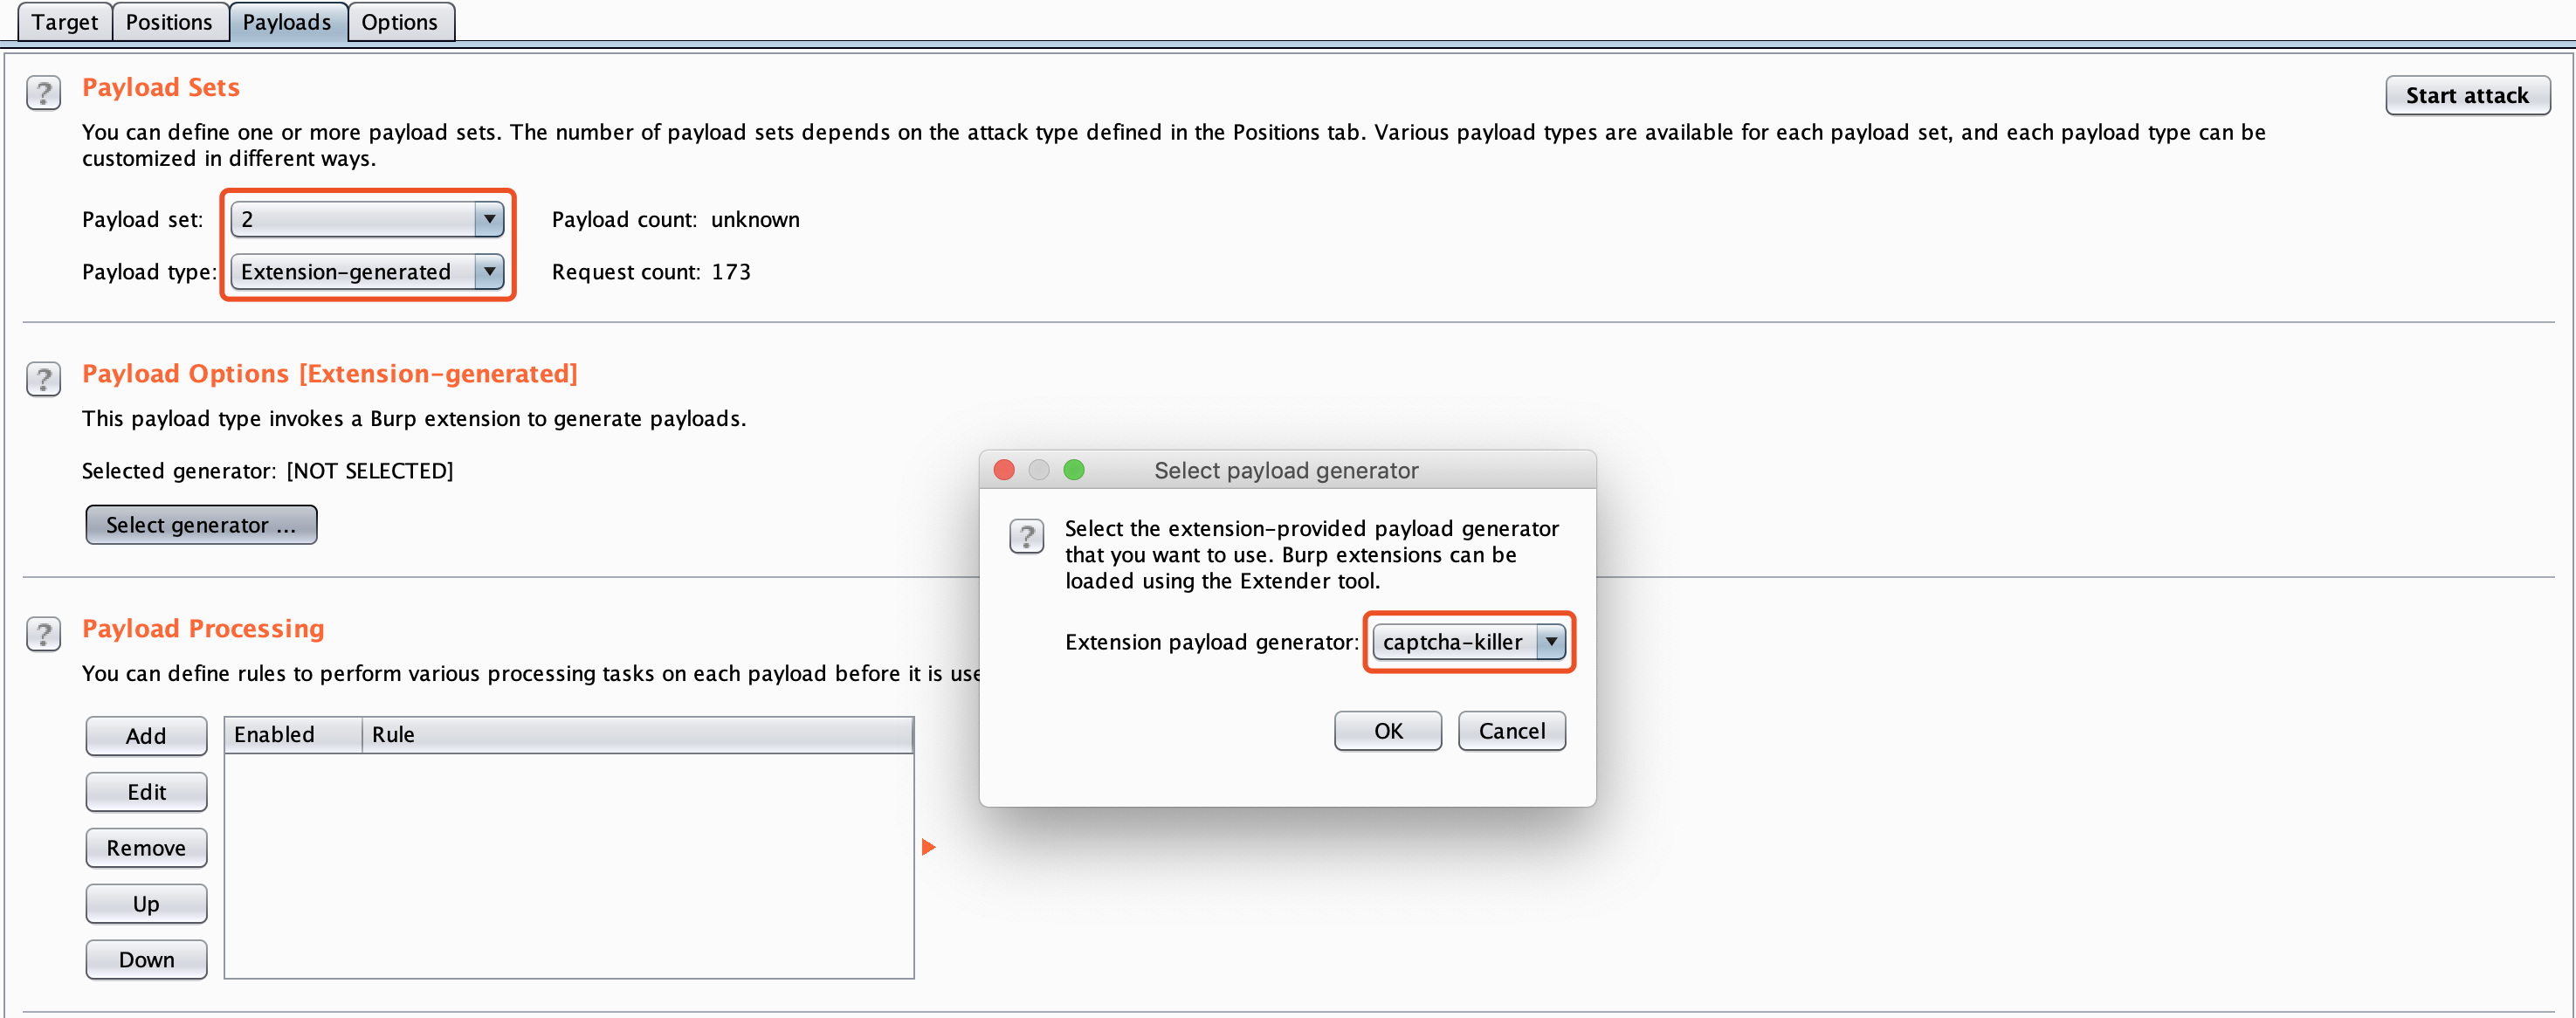 Target Positions Payloads Options
? Payload Sets
Start attack
You can define one or more payload sets. The number of payload sets depends on the attack type defined in the Positions tab. Various payload types are available for each payload set, and each payload type can be
customized in different ways.
Payload set: 2 Payload count: unknown
Payload type: Extension-generated Request count: 173
? Payload Options [Extension-generated]
This payload type invokes a Burp extension to generate payloads.
Selected generator: [NOT SELECTED]
Select generator ...
? Payload Processing
You can define rules to perform various processing tasks on each payload before it is use
Add
Edit
Remove
Up
Down
Enabled Rule
Select payload generator
? Select the extension-provided payload generator
that you want to use. Burp extensions can be
loaded using the Extender tool.
Extension payload generator: captcha-killer
OK Cancel